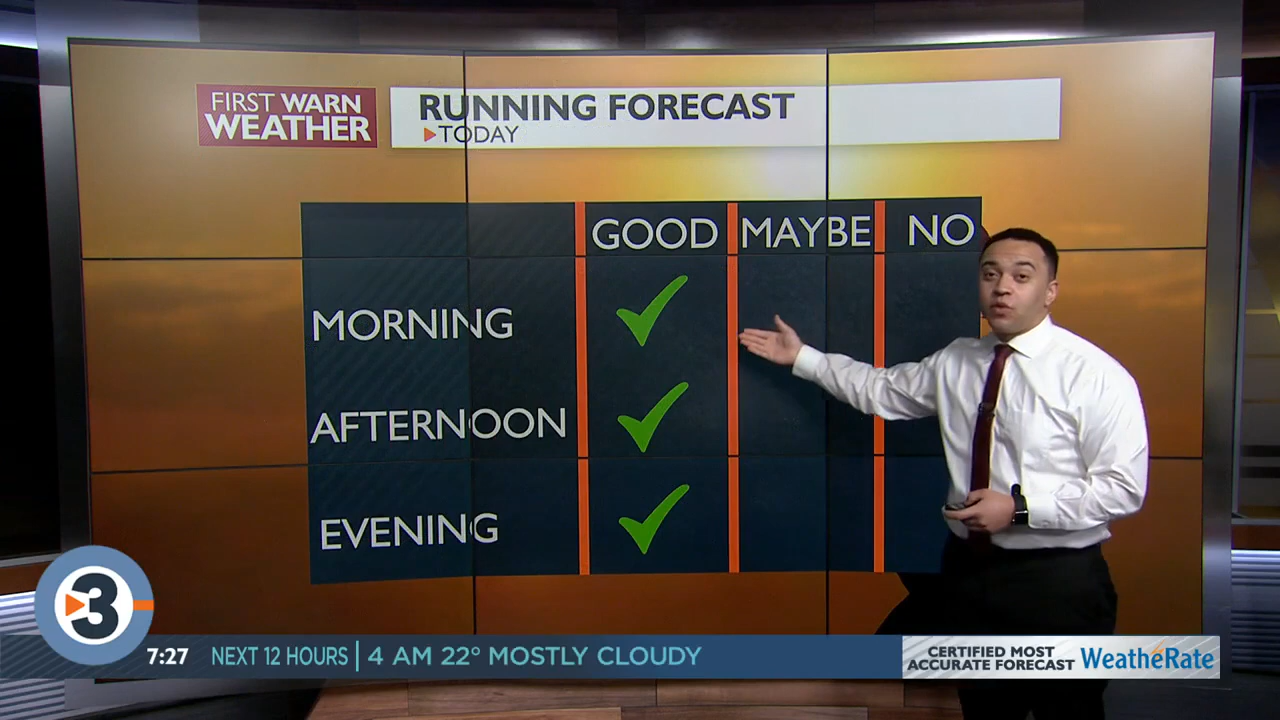 FIRST WARN
WEATHER
RUNNING FORECAST
TODAY
GOOD MAYBE NO
MORNING
AFTERNOON
EVENING
3
7:27 NEXT 12 HOURS 4 AM 22° MOSTLY CLOUDY
CERTIFIED MOST
ACCURATE FORECAST WeatheRate